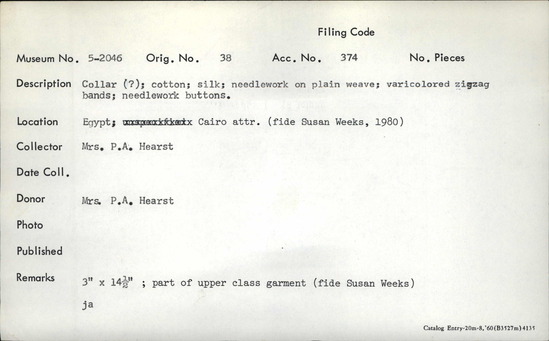 Filing Code
Museum No. 5-2046 Orig. No. 38 Acc. No. 374 No. Pieces
Description Collar (?); cotton; silk; needlework on plain weave; varicolored zigzag
bands; needlework buttons.
Location Egypt; Cairo attr. (fide Susan Weeks, 1980)
Collector Mrs. P.A. Hearst
Date Coll.
Donor Mrs. P.A. Hearst
Photo
Published
Remarks 3" x 14½" ; part of upper class garment (fide Susan Weeks)
ja
Catalog Entry-20m-8,'60(B3527m)4135